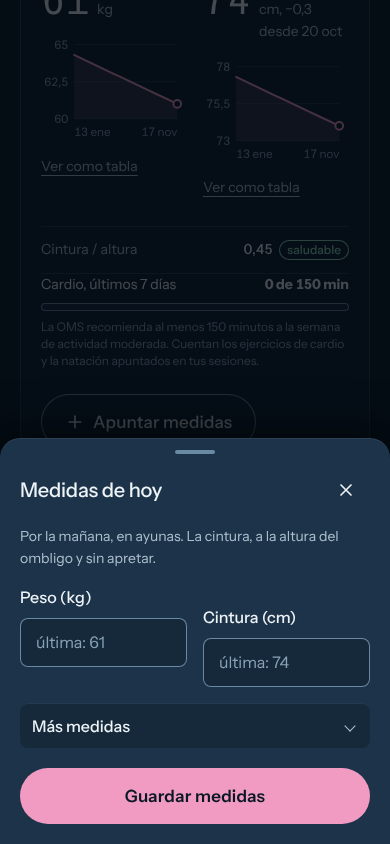 61 kg
74 cm, −0,3
desde 20 oct
65
62,5
60
13 ene 17 nov
Ver como tabla
78
75,5
73
13 ene 17 nov
Ver como tabla
Cintura / altura 0,45 saludable
Cardio, últimos 7 días 0 de 150 min
La OMS recomienda al menos 150 minutos a la semana
de actividad moderada. Cuentan los ejercicios de cardio
y la natación apuntados en tus sesiones.
+ Apuntar medidas
Medidas de hoy
Por la mañana, en ayunas. La cintura, a la altura del
ombligo y sin apretar.
Peso (kg)
última: 61
Cintura (cm)
última: 74
Más medidas
Guardar medidas